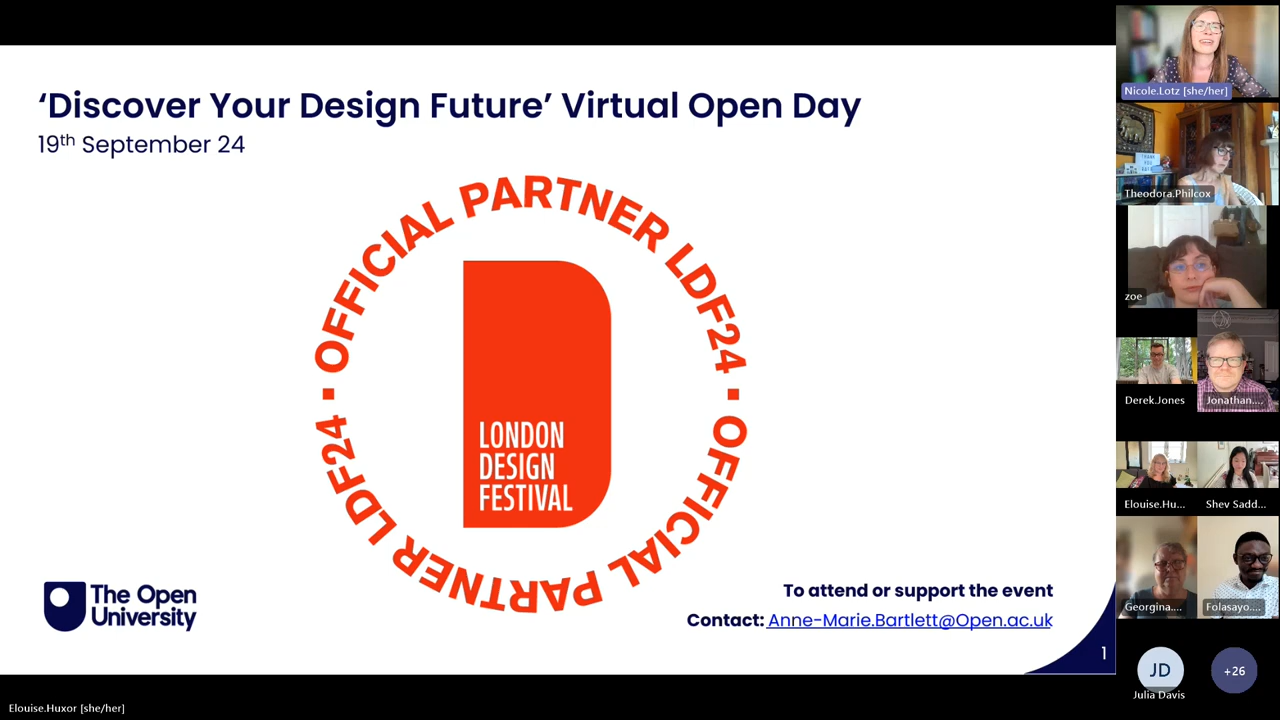 ‘Discover Your Design Future’ Virtual Open Day
19th September 24
OFFICIAL PARTNER LDF24 ▪ OFFICIAL PARTNER LDF24 ▪
LONDON
DESIGN
FESTIVAL
The Open
University
To attend or support the event
Contact: Anne-Marie.Bartlett@Open.ac.uk
1
Elouise.Huxor [she/her]
Nicole.Lotz [she/her]
THANK
YOU
Theodora.Philcox
zoe
Derek.Jones
Jonathan....
Elouise.Hu...
Shev Sadd...
Georgina....
Folasayo....
JD
Julia Davis
+26